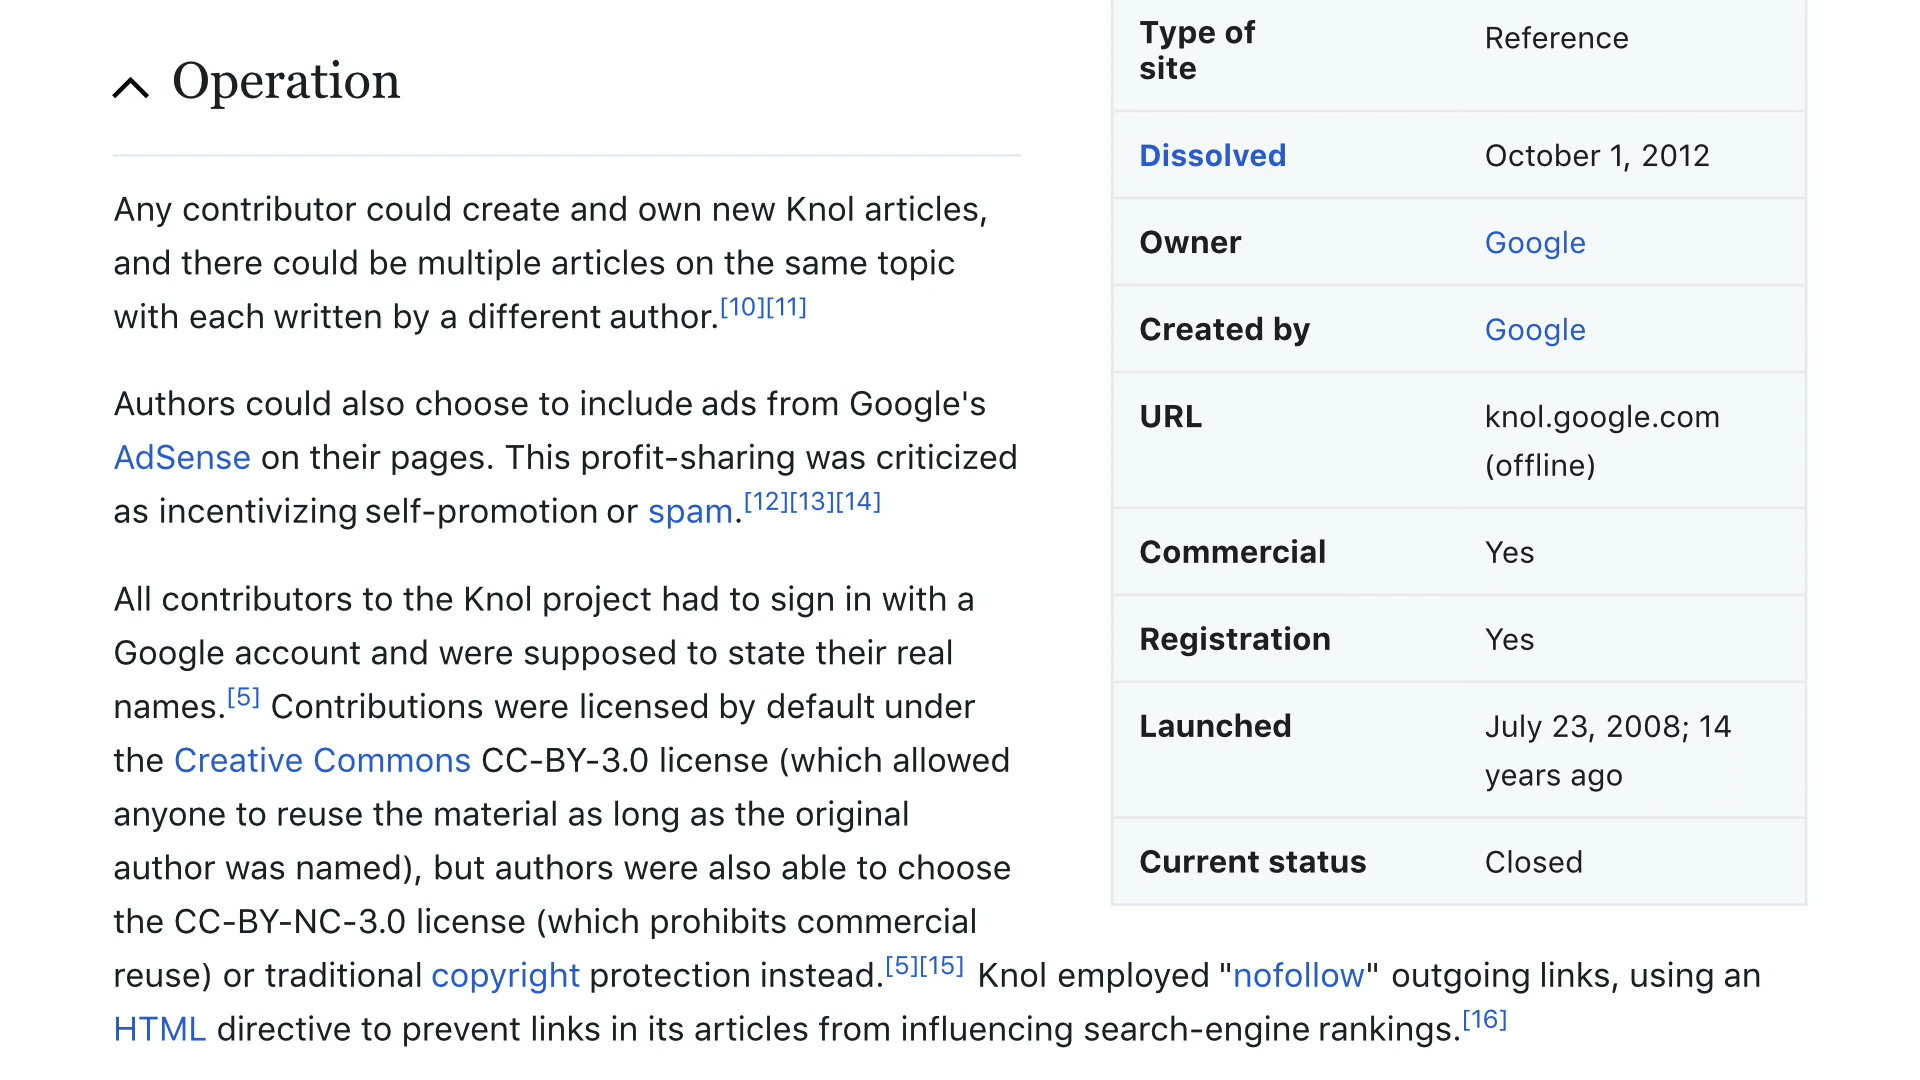 Operation
Any contributor could create and own new Knol articles,
and there could be multiple articles on the same topic
with each written by a different author.[10][11]
Authors could also choose to include ads from Google's
AdSense on their pages. This profit-sharing was criticized
as incentivizing self-promotion or spam.[12][13][14]
All contributors to the Knol project had to sign in with a
Google account and were supposed to state their real
names.[5] Contributions were licensed by default under
the Creative Commons CC-BY-3.0 license (which allowed
anyone to reuse the material as long as the original
author was named), but authors were also able to choose
the CC-BY-NC-3.0 license (which prohibits commercial
reuse) or traditional copyright protection instead.[5][15] Knol employed "nofollow" outgoing links, using an
HTML directive to prevent links in its articles from influencing search-engine rankings.[16]
Type of
site
Reference
Dissolved October 1, 2012
Owner Google
Created by Google
URL knol.google.com
(offline)
Commercial Yes
Registration Yes
Launched July 23, 2008; 14
years ago
Current status Closed